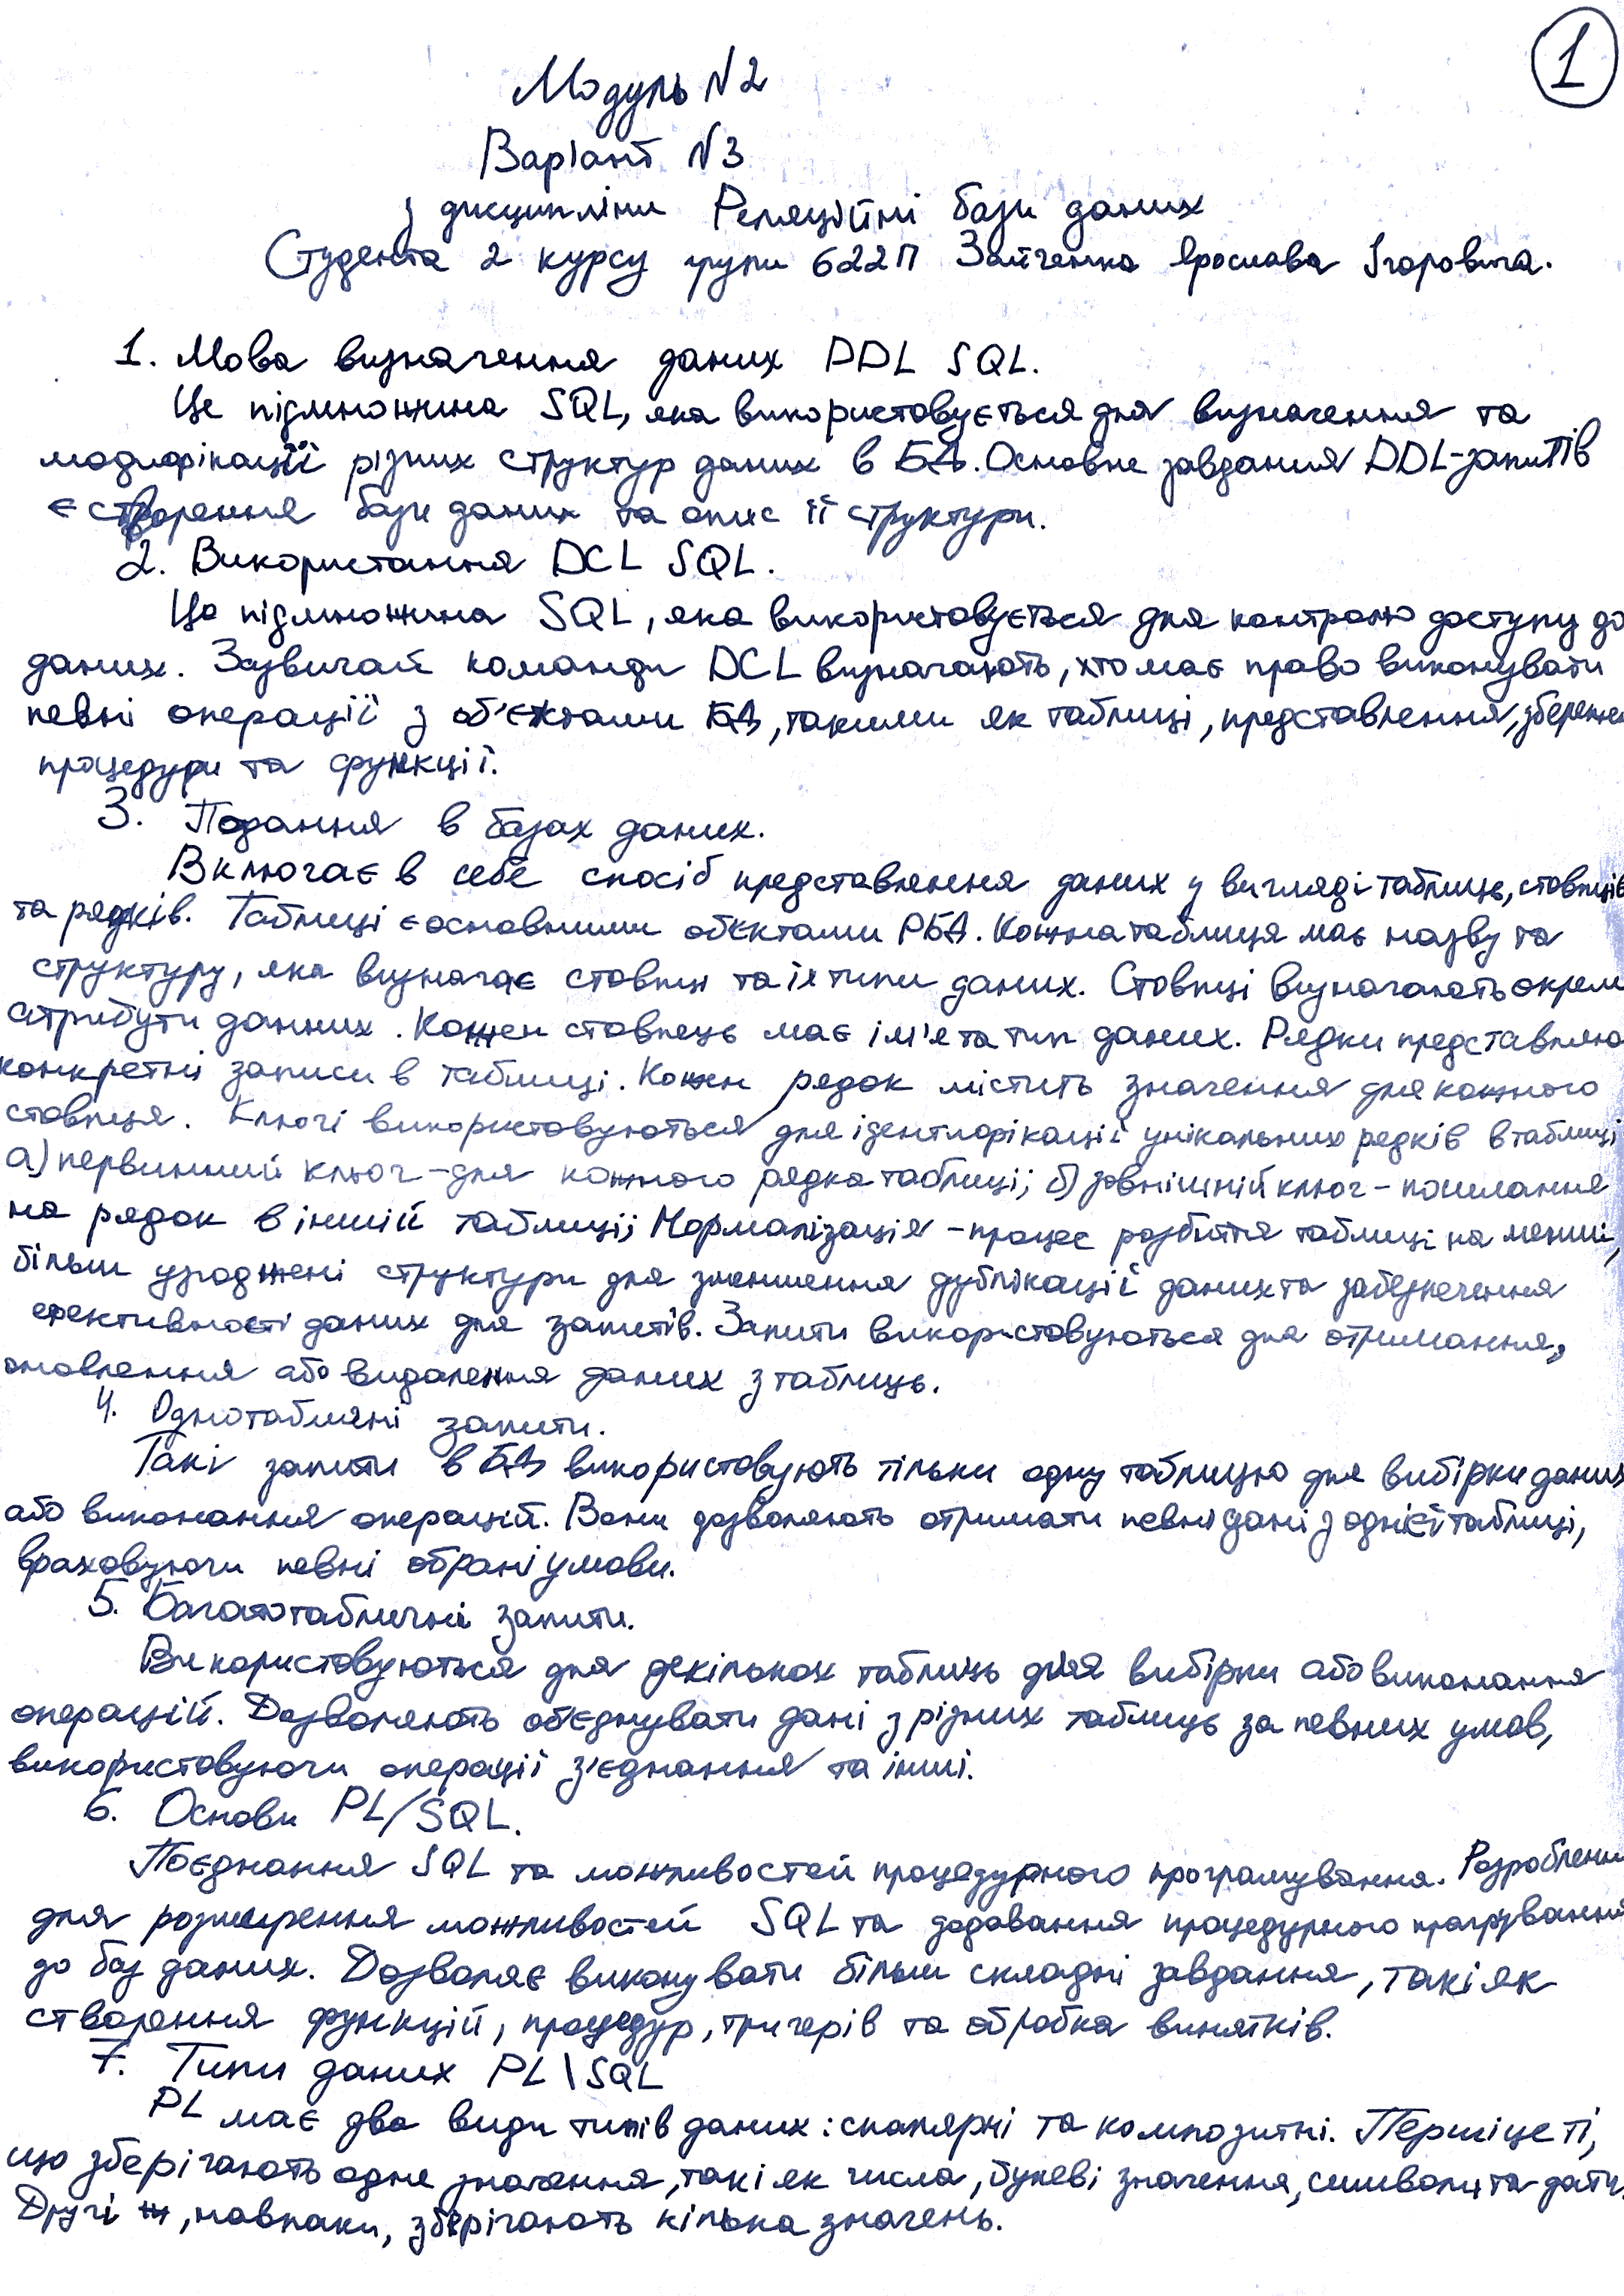 1
Модуль №2
Варіант №3
з дисципліни Реляційні бази даних
Студента 2 курсу групи 622п Зайченка Ярослава Ігоровича.
1. Мова визначення даних DDL SQL.
Це підмножина SQL, яка використовується для визначення та
модифікації різних структур даних в БД. Основне завдання DDL-запитів
є створення бази даних та опис її структури.
2. Використання DCL SQL.
Це підмножина SQL, яка використовується для контролю доступу до
даних. Зазвичай команди DCL визначають, хто має право виконувати
певні операції з об'єктами БД, такими як таблиці, представлення, збережені
процедури та функції.
3. Подання в базах даних.
Включає в себе спосіб представлення даних у вигляді таблиць, стовпців
та рядків. Таблиці є основними обєктами РБД. Кожна таблиця має назву та
структуру, яка визначає стовпці та їх типи даних. Стовпці визначають окремі
атрибути данних. Кожен стовпець має ім'я та тип даних. Рядки представляю
конкретні записи в таблиці. Кожен рядок містить значення для кожного
стовпця. Ключі використовуються для ідентифікації унікальних рядків в таблиці
а) первинний ключ - для кожного рядка таблиці; б) зовнішній ключ - посилання
на рядок в іншій таблиці; Нормалізація - процес розбиття таблиці на менші,
більш узгоджені структури для зменшення дублікації даних та забезпечення
ефективності даних для запитів. Запити використовуються для отримання,
оновлення або видалення даних з таблиць.
4. Однотабличні запити.
Такі запити в БД використовують тільки одну таблицю для вибірки даних
або виконання операцій. Вони дозволяють отримати певні дані з однієї таблиці,
враховуючи певні обрані умови.
5. Багатотабличні запити.
Використовуються для декількох таблиць для вибірки або виконання
операцій. Дозволяють обєднувати дані з різних таблиць за певних умов,
використовуючи операції з'єднання та інші.
6. Основи PL/SQL.
Поєднання SQL та можливостей процедурного програмування. Розроблені
для розширення можливостей SQL та додавання процедурного програування
до баз даних. Дозволяє виконувати більш складні завдання, такі як
створення функцій, процедур, тригерів та обробка винятків.
7. Типи даних PL\SQL
PL має два види типів даних: скалярні та композитні. Перші це ті,
що зберігають одне значення, такі як числа, булеві значення, символи та дати.
Другі ж, навпаки, зберігають кілька значень.